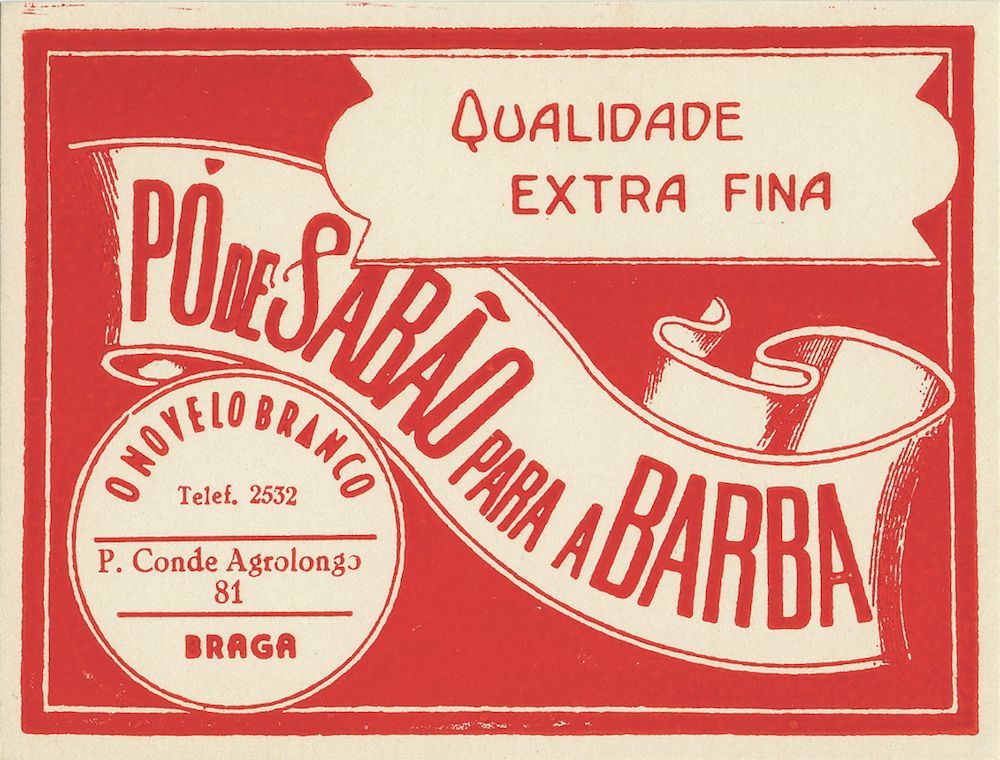 QUALIDADE
EXTRA FINA
PÓ DE SABÃO PARA A BARBA
O NOVELO BRANCO
Telef. 2532
P. Conde Agrolongo
81
BRAGA